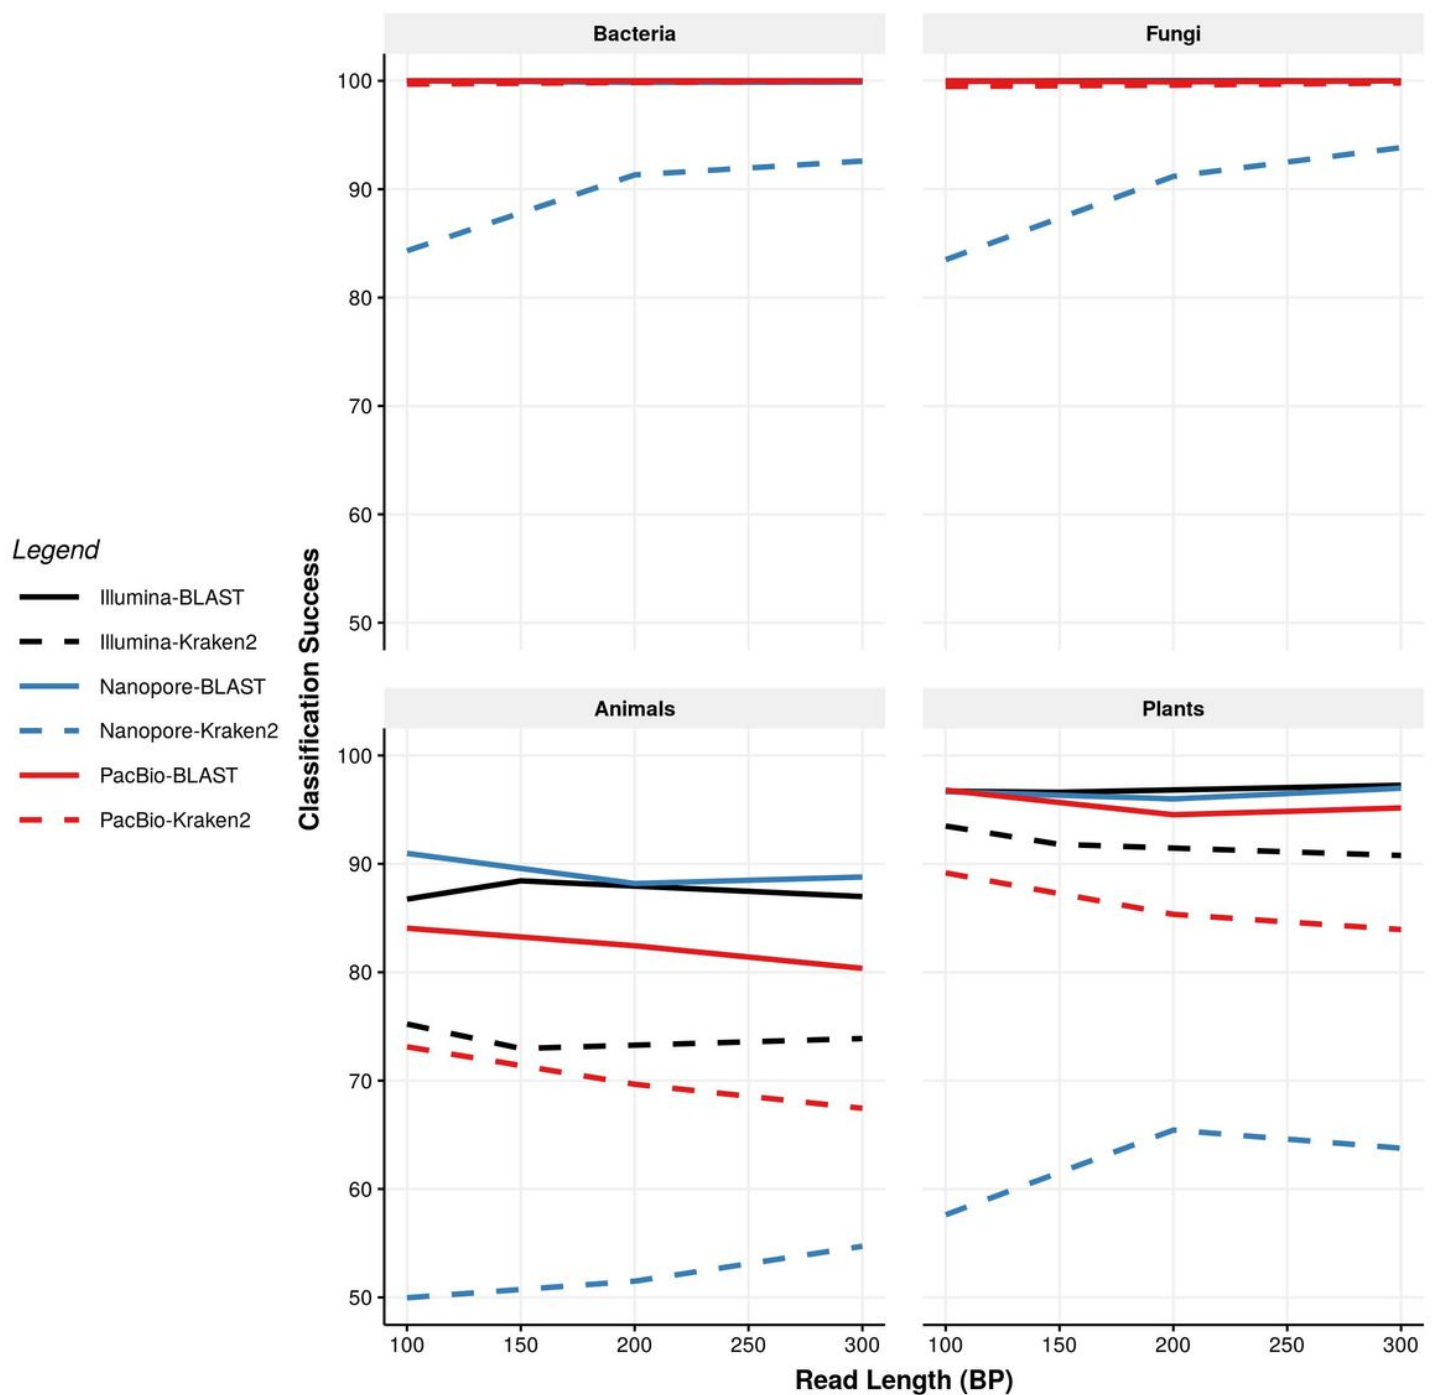 Bacteria
Fungi
100
90
80
70
60
50
Legend
Illumina-BLAST
Illumina-Kraken2
Nanopore-BLAST
Nanopore-Kraken2
PacBio-BLAST
PacBio-Kraken2
Classification Success
Animals
Plants
100
90
80
70
60
50
100 150 200 250 300
100 150 200 250 300
Read Length (BP)